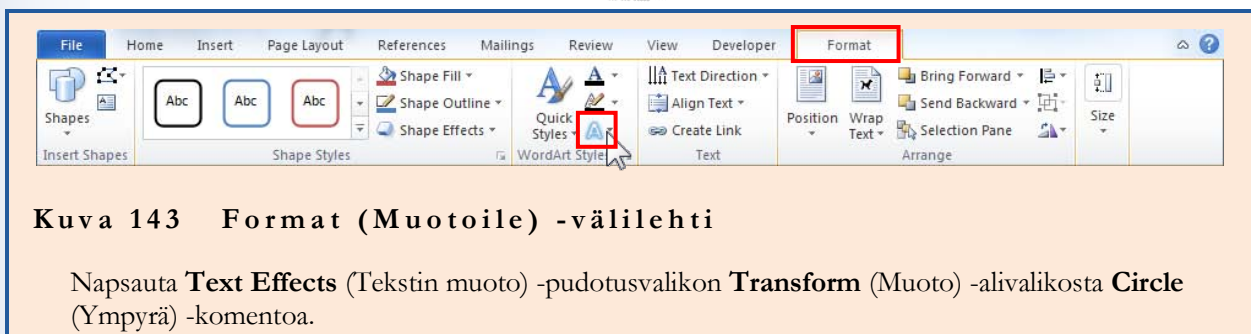 File Home Insert Page Layout References Mailings Review View Developer Format
Shapes
Abc Abc Abc
Shape Fill
Shape Outline
Shape Effects
Quick Styles
Text Direction
Align Text
Create Link
Position
Wrap Text
Bring Forward
Send Backward
Selection Pane
Size
Insert Shapes Shape Styles WordArt Style Text Arrange
Kuva 143 Format (Muotoile) -välilehti
Napsauta Text Effects (Tekstin muoto) -pudotusvalikon Transform (Muoto) -alivalikosta Circle
(Ympyrä) -komentoa.